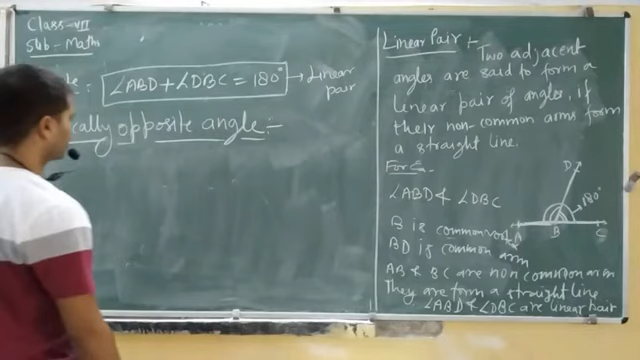 Class-VII
Sub- Maths
∠ABD+∠DBC = 180° → Linear pair
opposite angle:-
Linear Pair:- Two adjacent
angles are said to form a
linear pair of angles, if
their non-common arms form
a straight line.
For Ex-
∠ABD & ∠DBC
B is common
BD is common arm
AB & BC are non common arm
They are form a straight line
∠ABD & ∠DBC are linear pair
D
180°
A B C